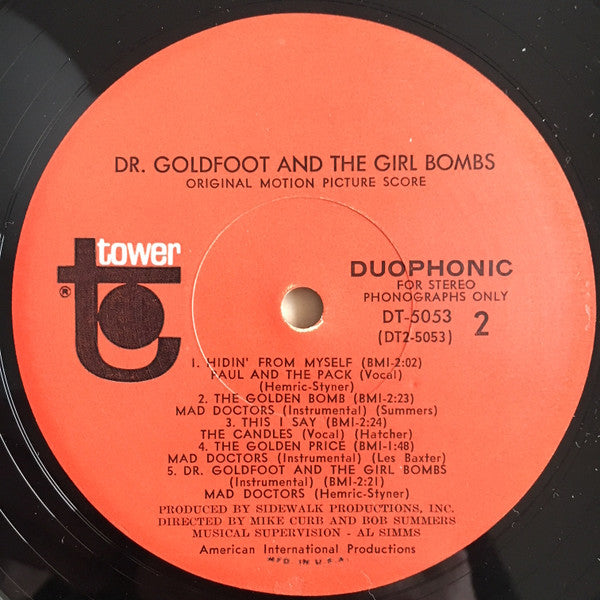 DR. GOLDFOOT AND THE GIRL BOMBS
ORIGINAL MOTION PICTURE SCORE
tower
®
DUOPHONIC
FOR STEREO
PHONOGRAPHS ONLY
DT-5053
(DT2-5053)
2
1. HIDIN' FROM MYSELF (BMI-2:02)
PAUL AND THE PACK (Vocal)
(Hemric-Styner)
2. THE GOLDEN BOMB (BMI-2:23)
MAD DOCTORS (Instrumental) (Summers)
3. THIS I SAY (BMI-2:24)
THE CANDLES (Vocal) (Hatcher)
4. THE GOLDEN PRICE (BMI-1:48)
MAD DOCTORS (Instrumental) (Les Baxter)
5. DR. GOLDFOOT AND THE GIRL BOMBS
(Instrumental) (BMI-2:21)
MAD DOCTORS (Hemric-Styner)
PRODUCED BY SIDEWALK PRODUCTIONS, INC.
DIRECTED BY MIKE CURB AND BOB SUMMERS
MUSICAL SUPERVISION - AL SIMMS
American International Productions
MFD. IN U.S.A.